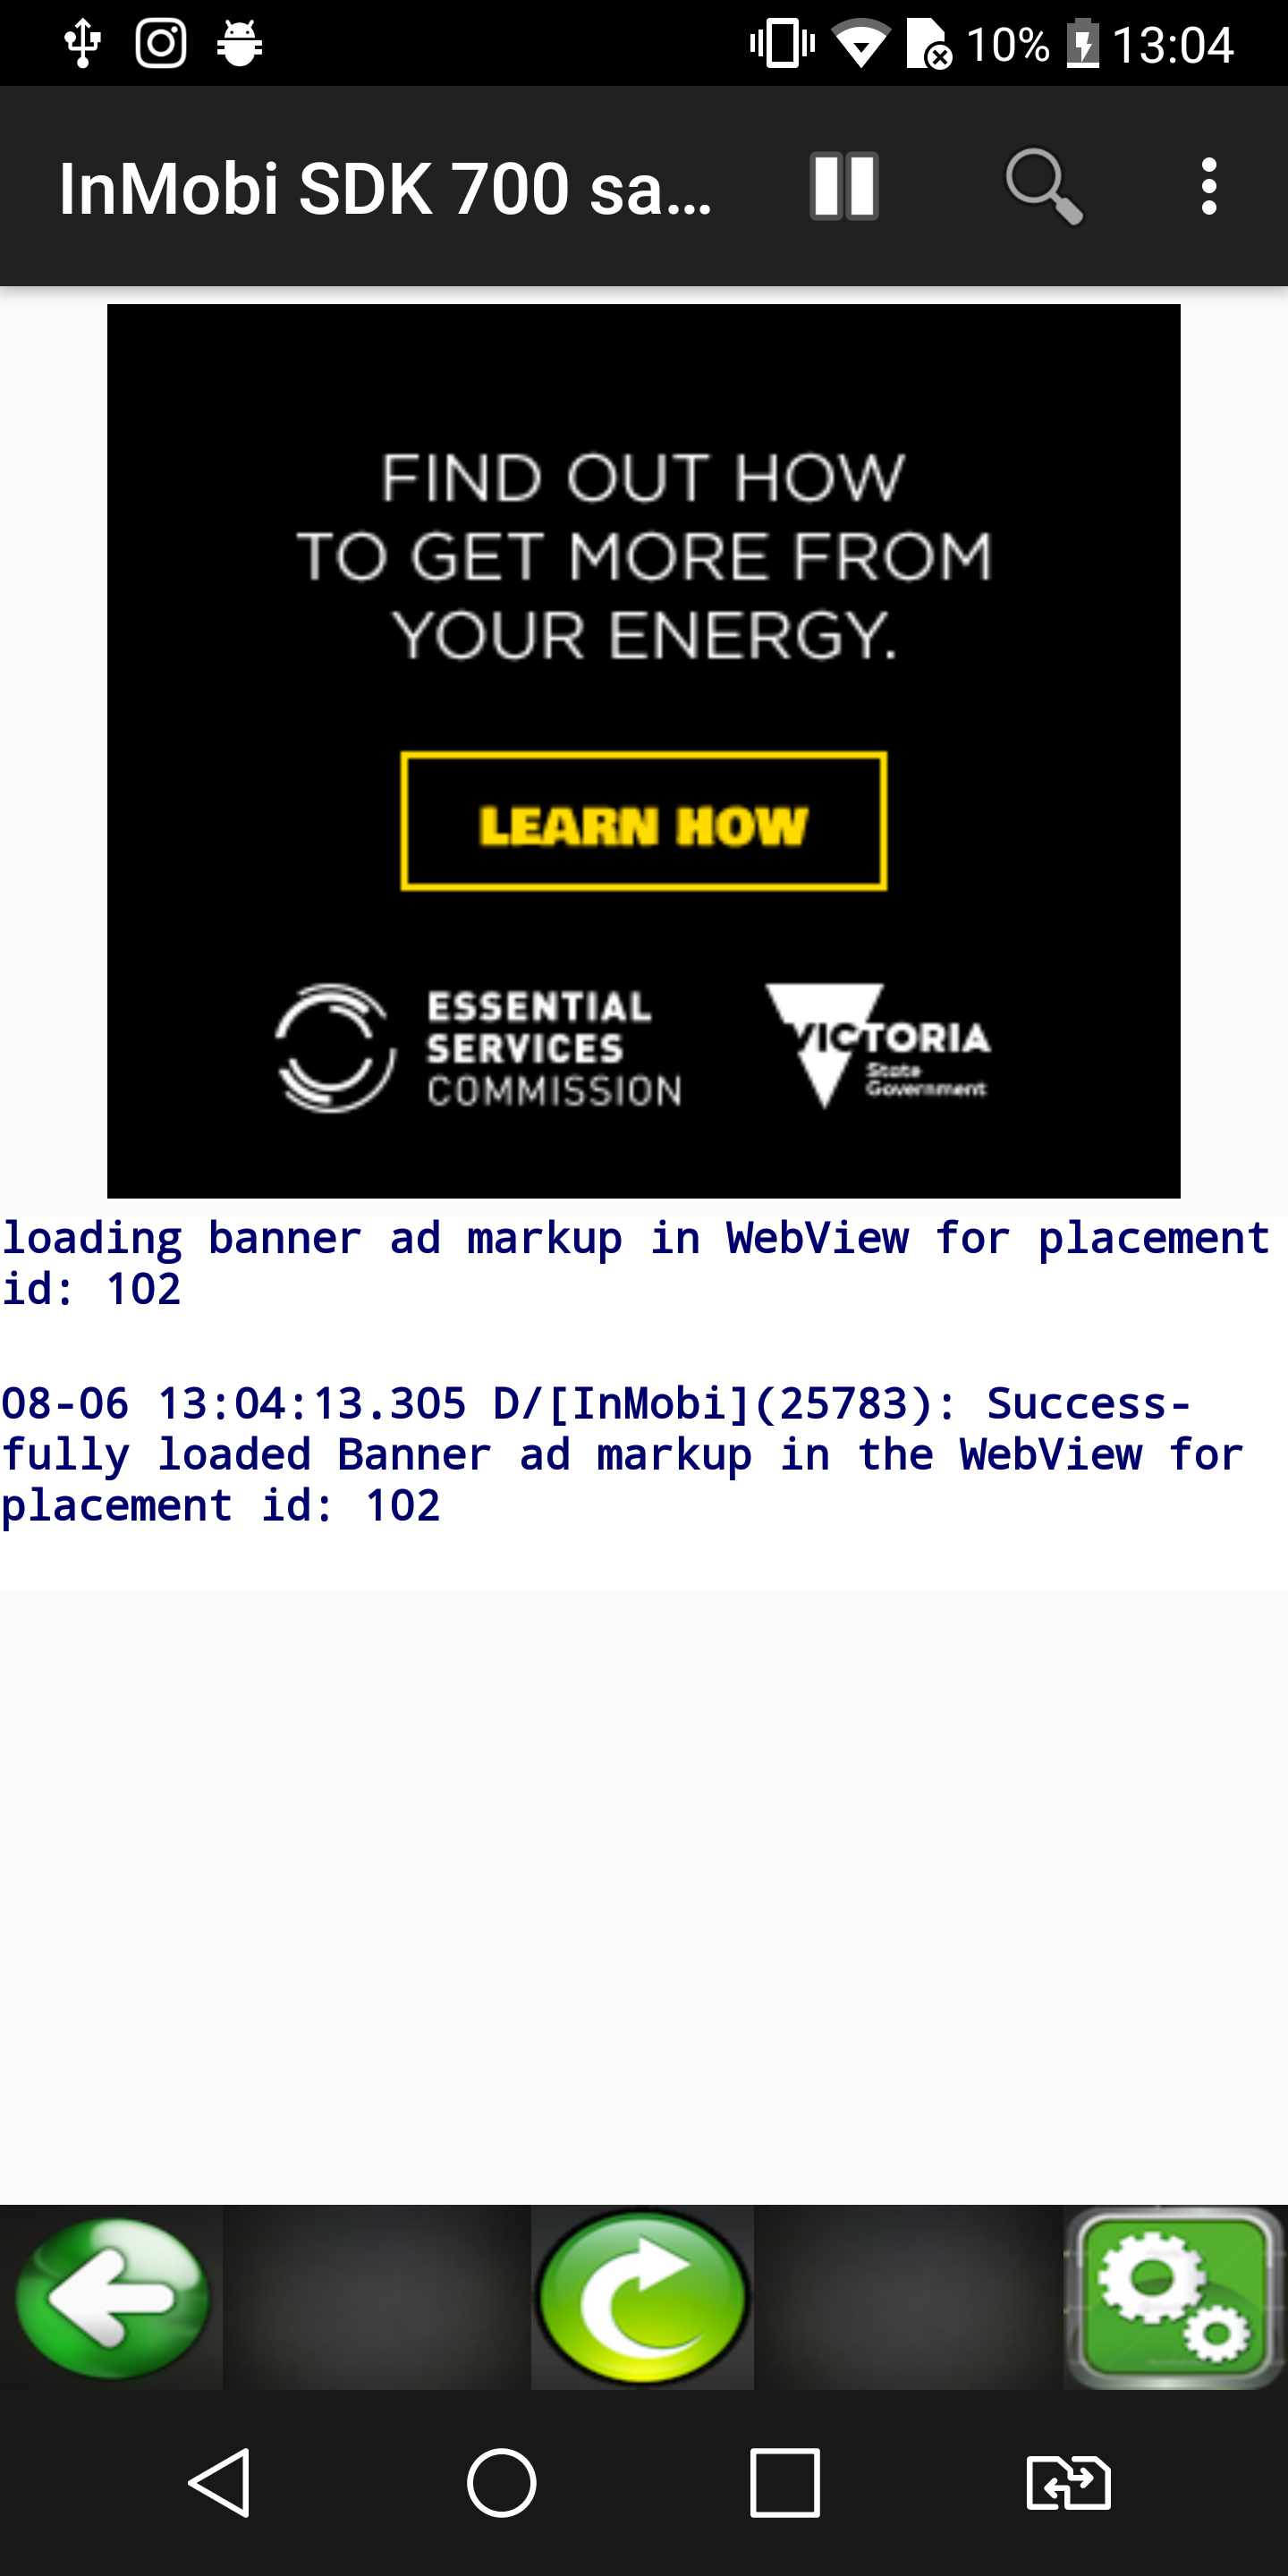 10% 13:04
InMobi SDK 700 sa...
FIND OUT HOW
TO GET MORE FROM
YOUR ENERGY.
LEARN HOW
ESSENTIAL
SERVICES
COMMISSION
VICTORIA
State
Government
loading banner ad markup in WebView for placement
id: 102
08-06 13:04:13.305 D/[InMobi](25783): Success-
fully loaded Banner ad markup in the WebView for
placement id: 102